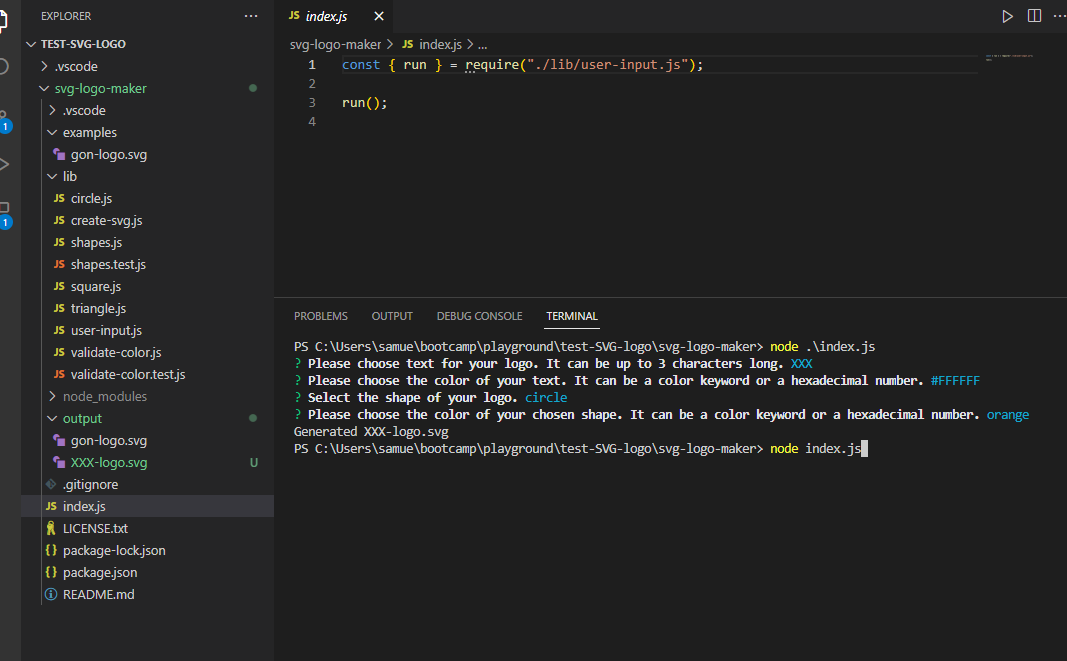 EXPLORER
TEST-SVG-LOGO
.vscode
svg-logo-maker
.vscode
examples
gon-logo.svg
lib
JS circle.js
JS create-svg.js
JS shapes.js
JS shapes.test.js
JS square.js
JS triangle.js
JS user-input.js
JS validate-color.js
JS validate-color.test.js
node_modules
output
gon-logo.svg
XXX-logo.svg U
.gitignore
JS index.js
LICENSE.txt
{} package-lock.json
{} package.json
README.md
1
1
JS index.js
svg-logo-maker > JS index.js > ...
1 const { run } = require("./lib/user-input.js");
2
3 run();
4
PROBLEMS OUTPUT DEBUG CONSOLE TERMINAL
PS C:\Users\samue\bootcamp\playground\test-SVG-logo\svg-logo-maker> node .\index.js
? Please choose text for your logo. It can be up to 3 characters long. XXX
? Please choose the color of your text. It can be a color keyword or a hexadecimal number. #FFFFFF
? Select the shape of your logo. circle
? Please choose the color of your chosen shape. It can be a color keyword or a hexadecimal number. orange
Generated XXX-logo.svg
PS C:\Users\samue\bootcamp\playground\test-SVG-logo\svg-logo-maker> node index.js